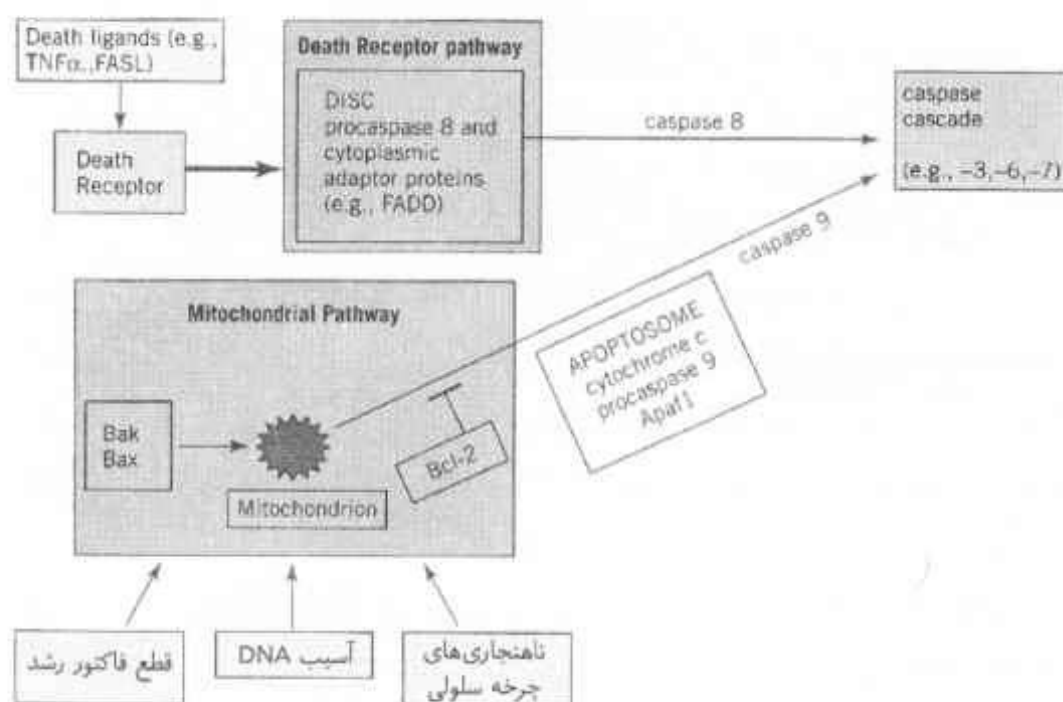 Death ligands (e.g.,
TNFα.,FASL)
Death
Receptor
Death Receptor pathway
DISC
procaspase 8 and
cytoplasmic
adaptor proteins
(e.g., FADD)
caspase 8
caspase
cascade
(e.g., –3,–6,–7)
caspase 9
APOPTOSOME
cytochrome c
procaspase 9
Apaf1
Mitochondrial Pathway
Bak
Bax
Mitochondrion
Bcl-2
قطع فاکتور رشد
آسیب DNA
ناهنجاری‌های
چرخه سلولی